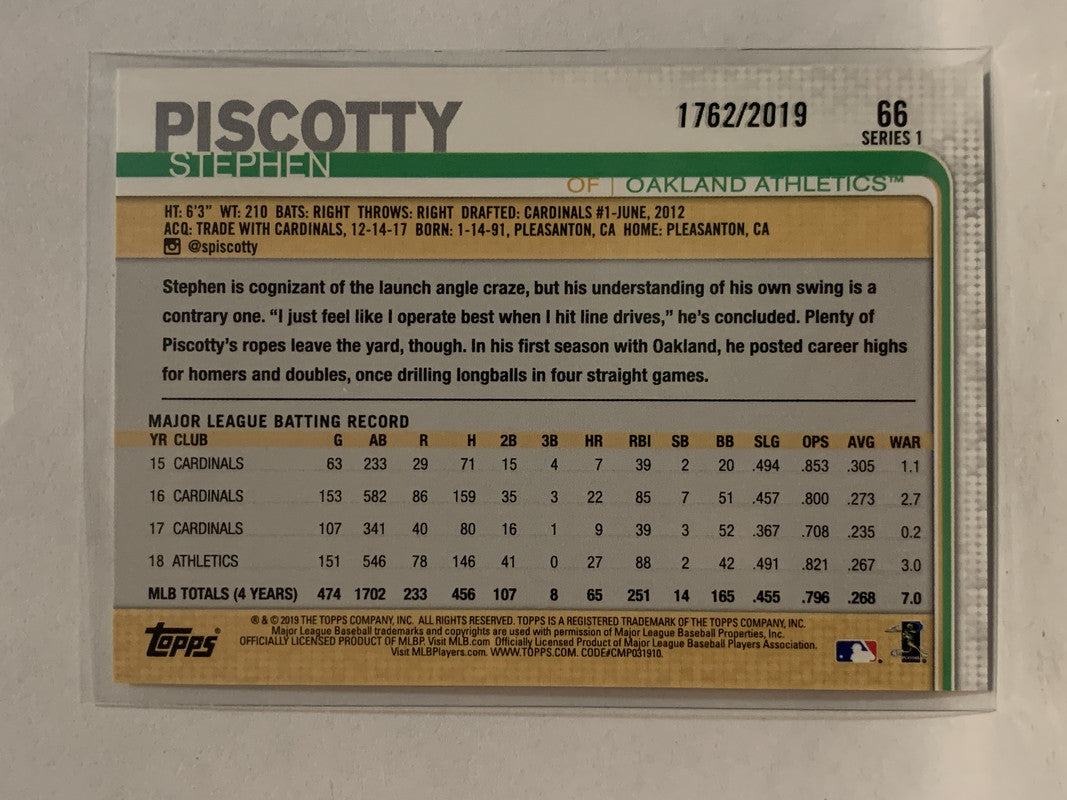 PISCOTTY
STEPHEN
1762/2019
66
SERIES 1
OF | OAKLAND ATHLETICS™
HT: 6'3" WT: 210 BATS: RIGHT THROWS: RIGHT DRAFTED: CARDINALS #1-JUNE, 2012
ACQ: TRADE WITH CARDINALS, 12-14-17 BORN: 1-14-91, PLEASANTON, CA HOME: PLEASANTON, CA
@spiscotty
Stephen is cognizant of the launch angle craze, but his understanding of his own swing is a
contrary one. “I just feel like I operate best when I hit line drives,” he’s concluded. Plenty of
Piscotty’s ropes leave the yard, though. In his first season with Oakland, he posted career highs
for homers and doubles, once drilling longballs in four straight games.
MAJOR LEAGUE BATTING RECORD
YR CLUB G AB R H 2B 3B HR RBI SB BB SLG OPS AVG WAR
15 CARDINALS 63 233 29 71 15 4 7 39 2 20 .494 .853 .305 1.1
16 CARDINALS 153 582 86 159 35 3 22 85 7 51 .457 .800 .273 2.7
17 CARDINALS 107 341 40 80 16 1 9 39 3 52 .367 .708 .235 0.2
18 ATHLETICS 151 546 78 146 41 0 27 88 2 42 .491 .821 .267 3.0
MLB TOTALS (4 YEARS) 474 1702 233 456 107 8 65 251 14 165 .455 .796 .268 7.0
Topps®
® & © 2019 THE TOPPS COMPANY, INC. ALL RIGHTS RESERVED. TOPPS IS A REGISTERED TRADEMARK OF THE TOPPS COMPANY, INC.
Major League Baseball trademarks and copyrights are used with permission of Major League Baseball Properties, Inc.
OFFICIALLY LICENSED PRODUCT OF MLBP. Visit MLB.com Officially Licensed Product of Major League Baseball Players Association.
Visit MLBPlayers.com. WWW.TOPPS.COM. CODE#CMP031910.